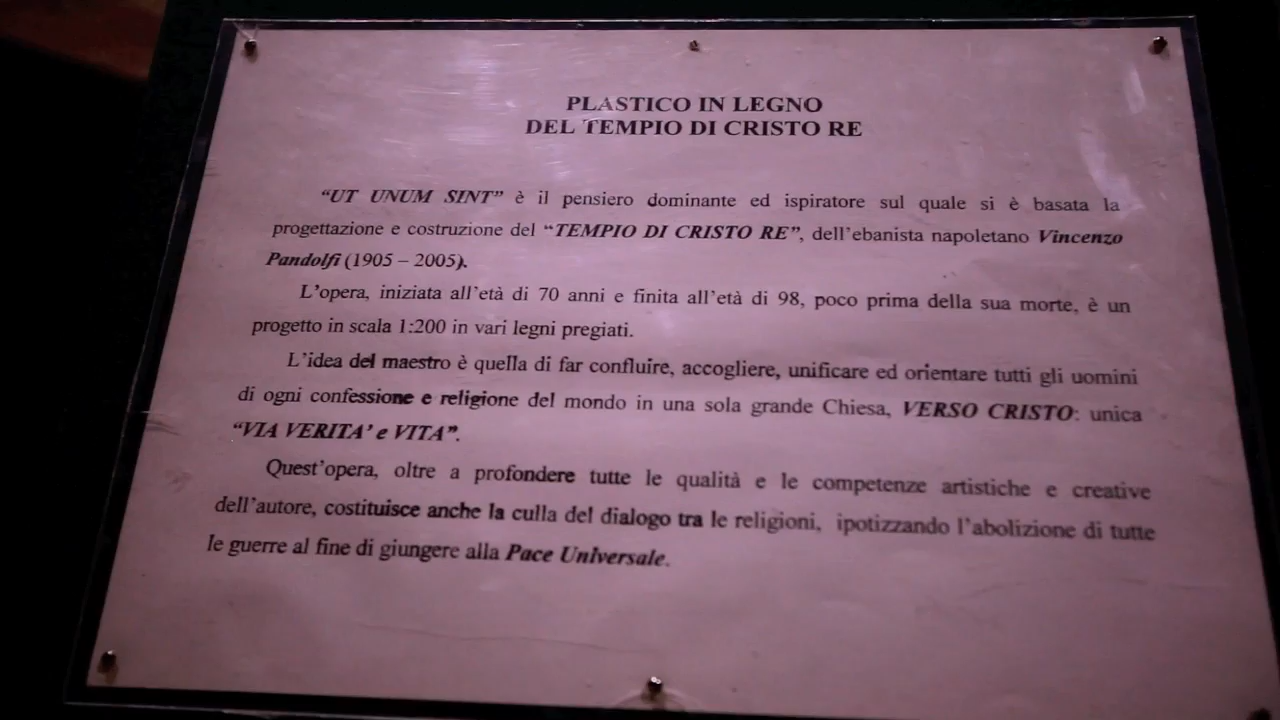 PLASTICO IN LEGNO
DEL TEMPIO DI CRISTO RE
“UT UNUM SINT” è il pensiero dominante ed ispiratore sul quale si è basata la
progettazione e costruzione del “TEMPIO DI CRISTO RE”, dell’ebanista napoletano Vincenzo
Pandolfi (1905 – 2005).
L’opera, iniziata all’età di 70 anni e finita all’età di 98, poco prima della sua morte, è un
progetto in scala 1:200 in vari legni pregiati.
L’idea del maestro è quella di far confluire, accogliere, unificare ed orientare tutti gli uomini
di ogni confessione e religione del mondo in una sola grande Chiesa, VERSO CRISTO: unica
“VIA VERITA’ e VITA”.
Quest’opera, oltre a profondere tutte le qualità e le competenze artistiche e creative
dell’autore, costituisce anche la culla del dialogo tra le religioni, ipotizzando l’abolizione di tutte
le guerre al fine di giungere alla Pace Universale.